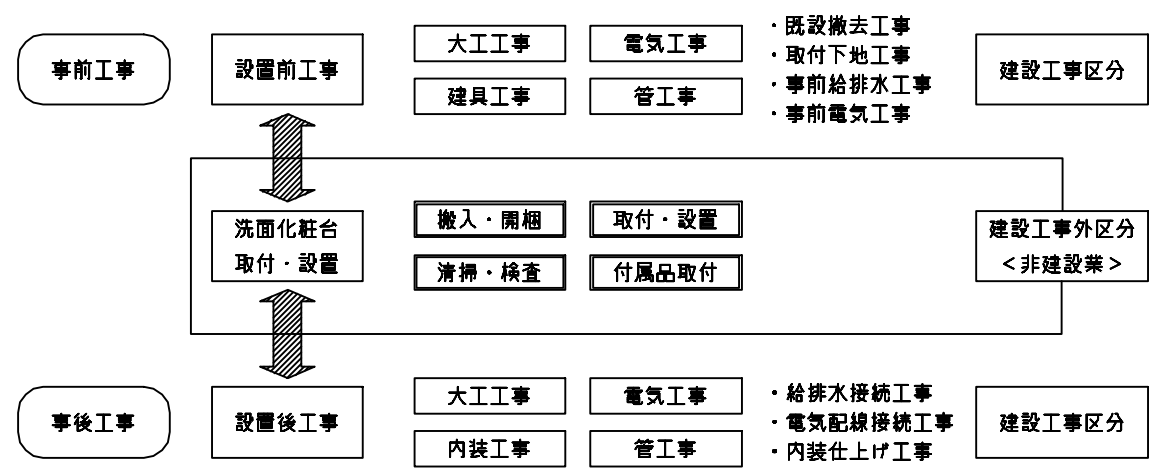 事前工事
設置前工事
大工工事
電気工事
建具工事
管工事
・既設撤去工事
・取付下地工事
・事前給排水工事
・事前電気工事
建設工事区分
洗面化粧台
取付・設置
搬入・開梱
取付・設置
清掃・検査
付属品取付
建設工事外区分
＜非建設業＞
事後工事
設置後工事
大工工事
電気工事
内装工事
管工事
・給排水接続工事
・電気配線接続工事
・内装仕上げ工事
建設工事区分